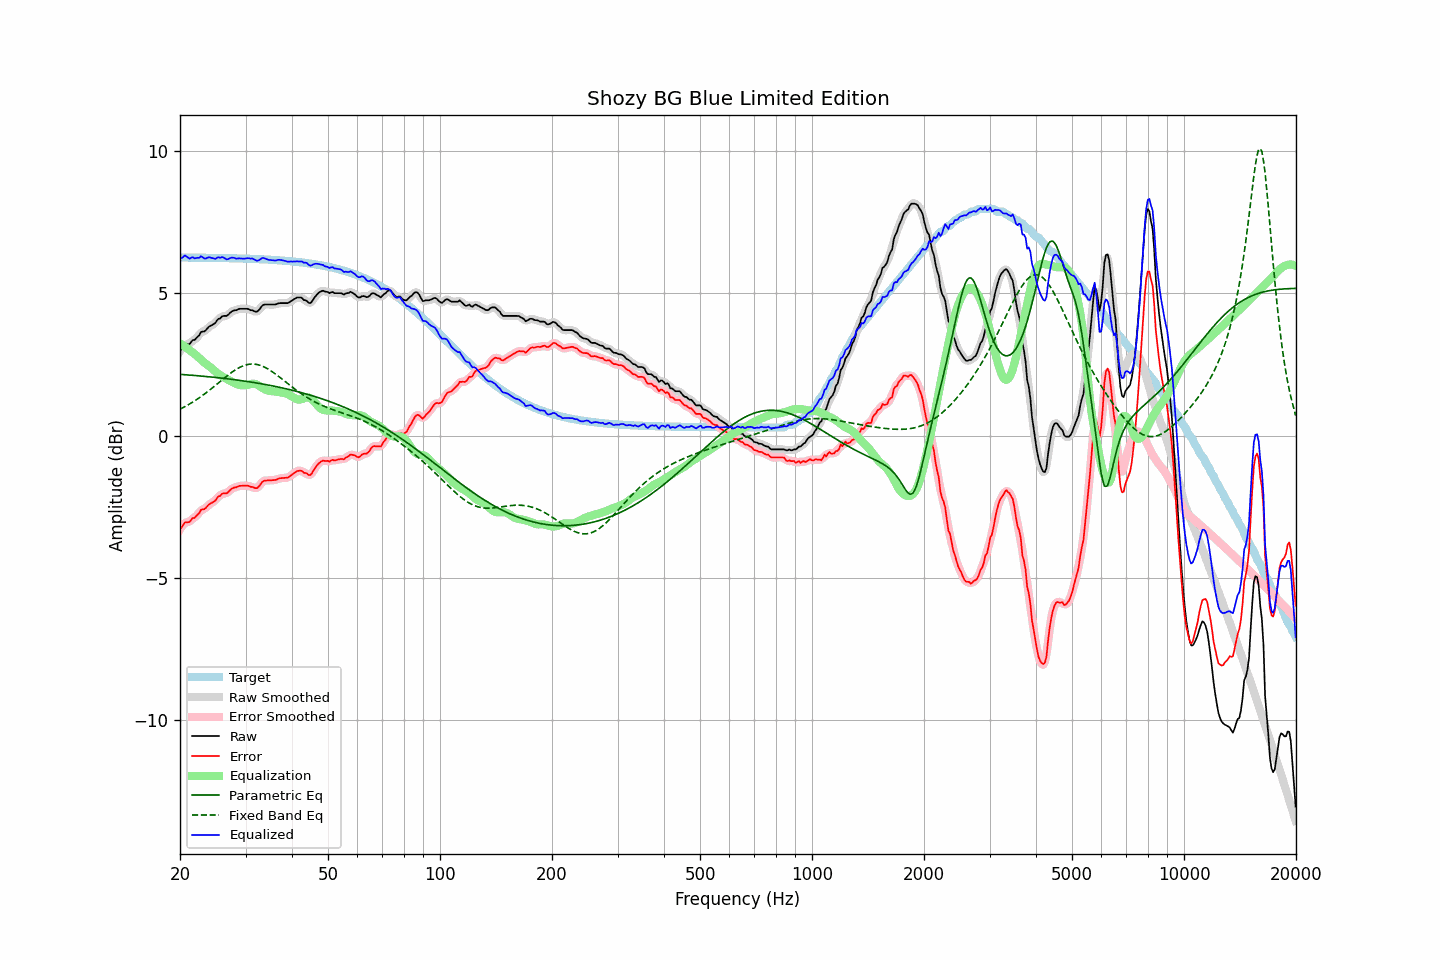 Shozy BG Blue Limited Edition
Amplitude (dBr)
10
5
0
−5
−10
Target
Raw Smoothed
Error Smoothed
Raw
Error
Equalization
Parametric Eq
Fixed Band Eq
Equalized
20 50 100 200 500 1000 2000 5000 10000 20000
Frequency (Hz)